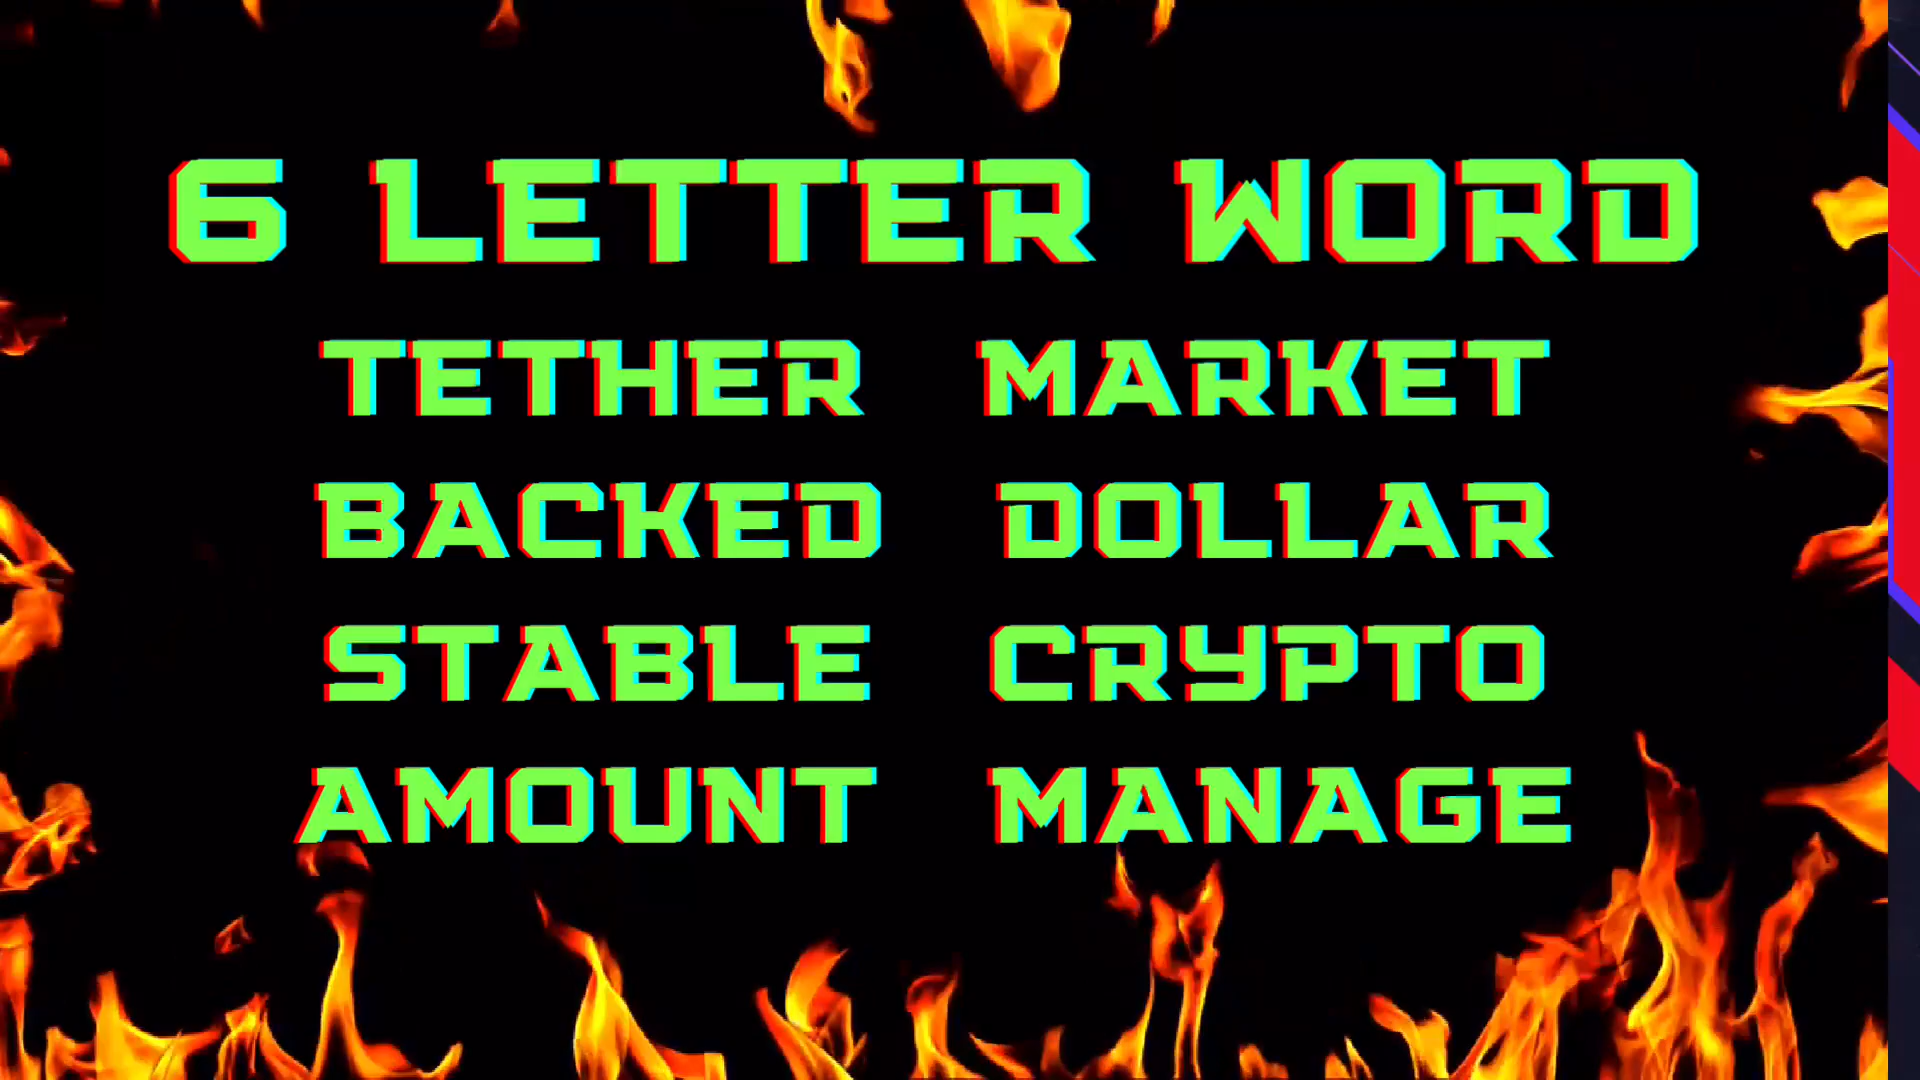 6 LETTER WORD
TETHER MARKET
BACKED DOLLAR
STABLE CRYPTO
AMOUNT MANAGE